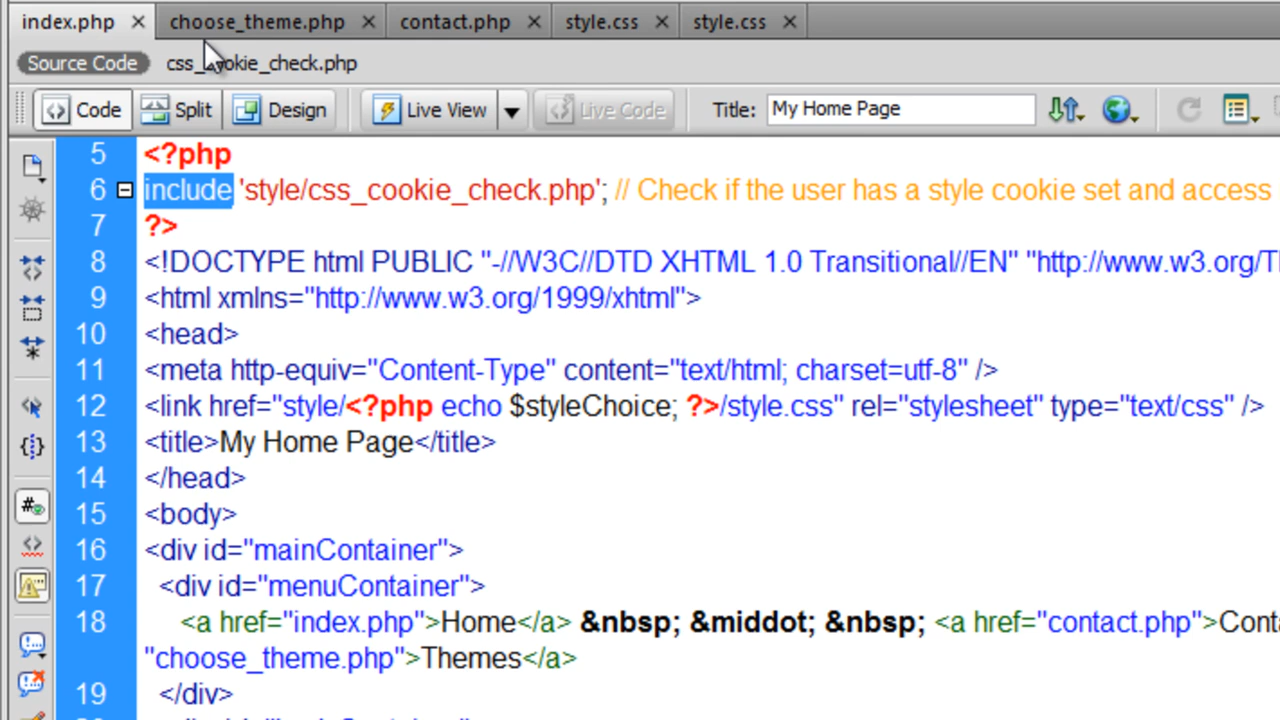 index.php choose_theme.php contact.php style.css style.css
Source Code css_ookie_check.php
Code Split Design Live View Live Code Title: My Home Page
5 <?php
6 include 'style/css_cookie_check.php'; // Check if the user has a style cookie set and access
7 ?>
8 <!DOCTYPE html PUBLIC "-//W3C//DTD XHTML 1.0 Transitional//EN" "http://www.w3.org/T
9 <html xmlns="http://www.w3.org/1999/xhtml">
10 <head>
11 <meta http-equiv="Content-Type" content="text/html; charset=utf-8" />
12 <link href="style/<?php echo $styleChoice; ?>/style.css" rel="stylesheet" type="text/css" />
13 <title>My Home Page</title>
14 </head>
15 <body>
16 <div id="mainContainer">
17 <div id="menuContainer">
18 <a href="index.php">Home</a> &nbsp; &middot; &nbsp; <a href="contact.php">Conta
"choose_theme.php">Themes</a>
19 </div>